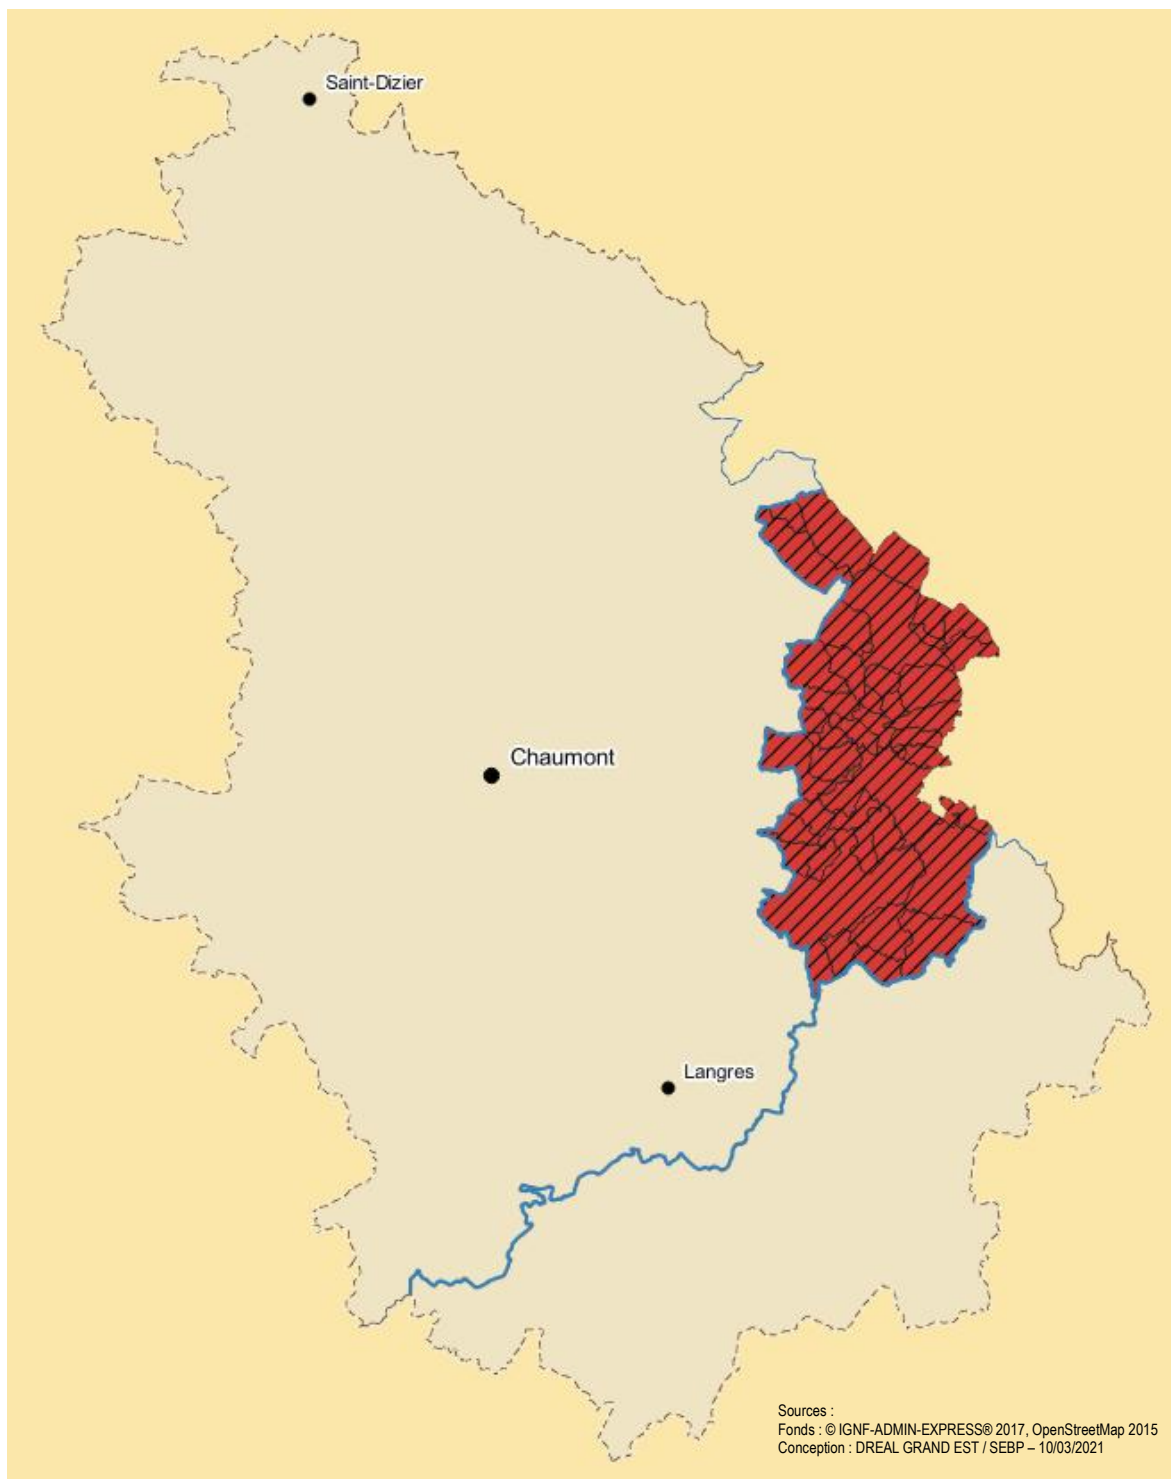 Saint-Dizier
Chaumont
Langres
Sources :
Fonds : © IGNF-ADMIN-EXPRESS® 2017, OpenStreetMap 2015
Conception : DREAL GRAND EST / SEBP – 10/03/2021